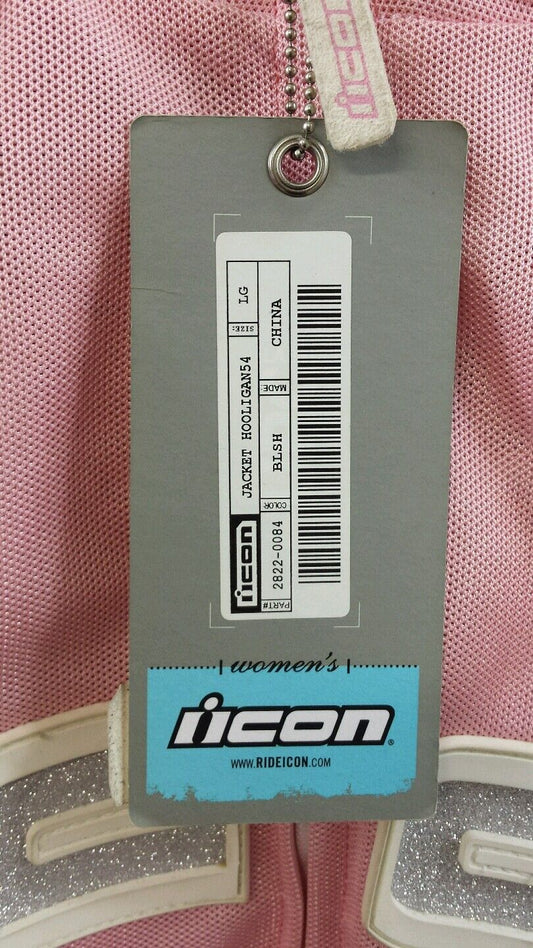 icon
icon JACKET HOOLIGAN54 SIZE: LG
PART# 2822-0084 COLOR: BLSH MADE: CHINA
women's
icon®
WWW.RIDEICON.COM